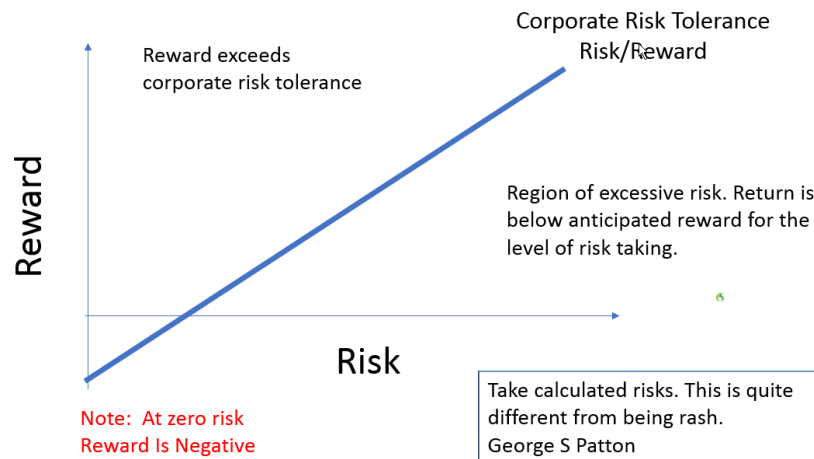 Corporate Risk Tolerance
Risk/Reward
Reward exceeds
corporate risk tolerance
Reward
Region of excessive risk. Return is
below anticipated reward for the
level of risk taking.
Risk
Note:  At zero risk
Reward Is Negative
Take calculated risks. This is quite
different from being rash.
George S Patton